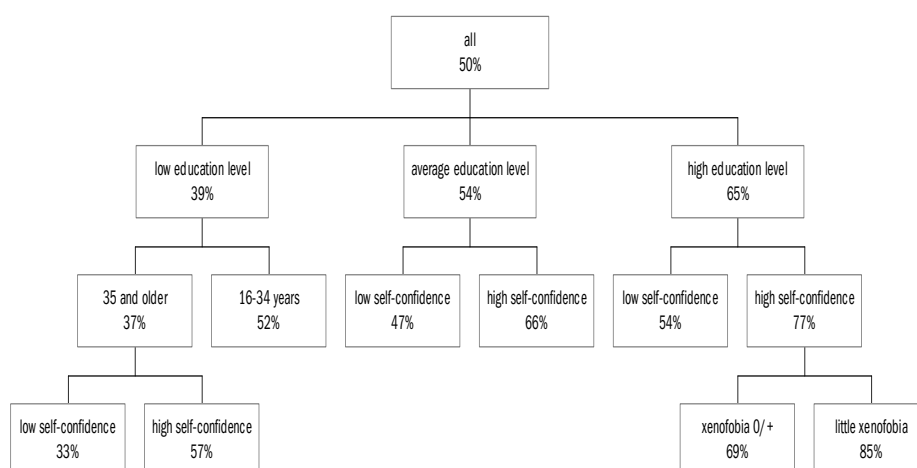 all
50%
low education level
39%
average education level
54%
high education level
65%
35 and older
37%
16-34 years
52%
low self-confidence
47%
high self-confidence
66%
low self-confidence
54%
high self-confidence
77%
low self-confidence
33%
high self-confidence
57%
xenofobia 0/ +
69%
little xenofobia
85%